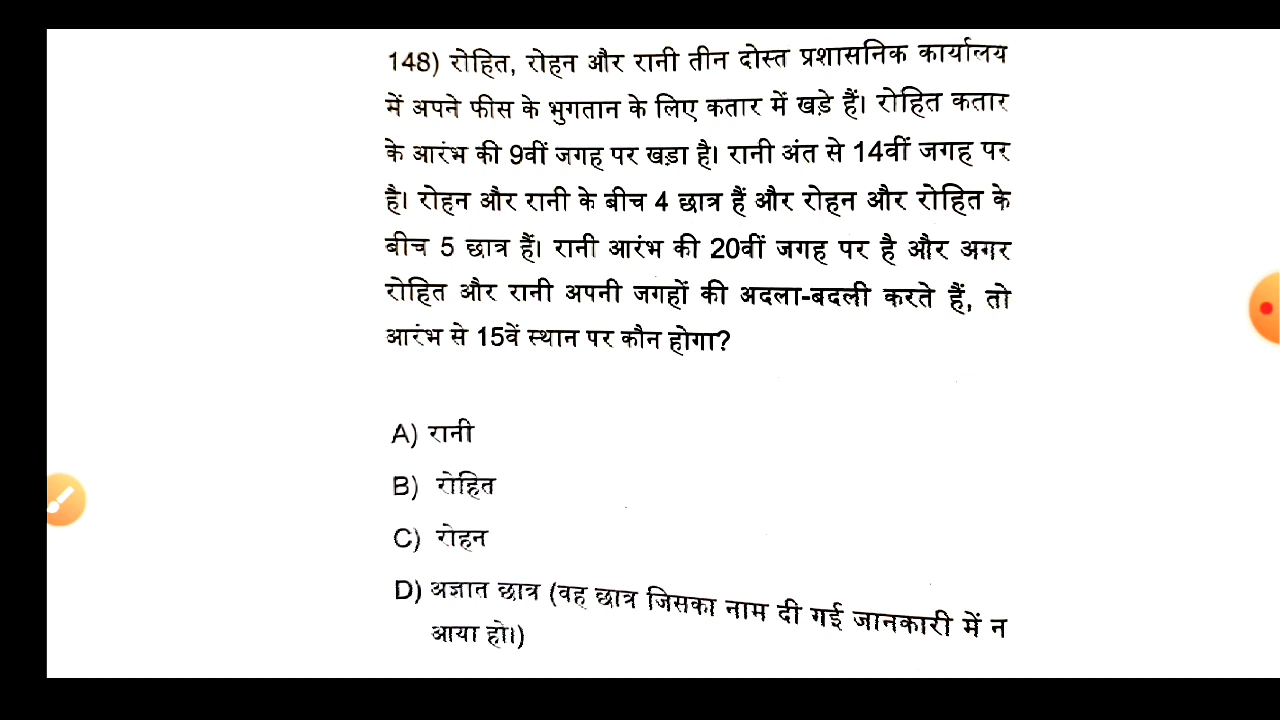 148) रोहित, रोहन और रानी तीन दोस्त प्रशासनिक कार्यालय
में अपने फीस के भुगतान के लिए कतार में खड़े हैं। रोहित कतार
के आरंभ की 9वीं जगह पर खड़ा है। रानी अंत से 14वीं जगह पर
है। रोहन और रानी के बीच 4 छात्र हैं और रोहन और रोहित के
बीच 5 छात्र हैं। रानी आरंभ की 20वीं जगह पर है और अगर
रोहित और रानी अपनी जगहों की अदला-बदली करते हैं, तो
आरंभ से 15वें स्थान पर कौन होगा?
A) रानी
B) रोहित
C) रोहन
D) अज्ञात छात्र (वह छात्र जिसका नाम दी गई जानकारी में न
आया हो।)